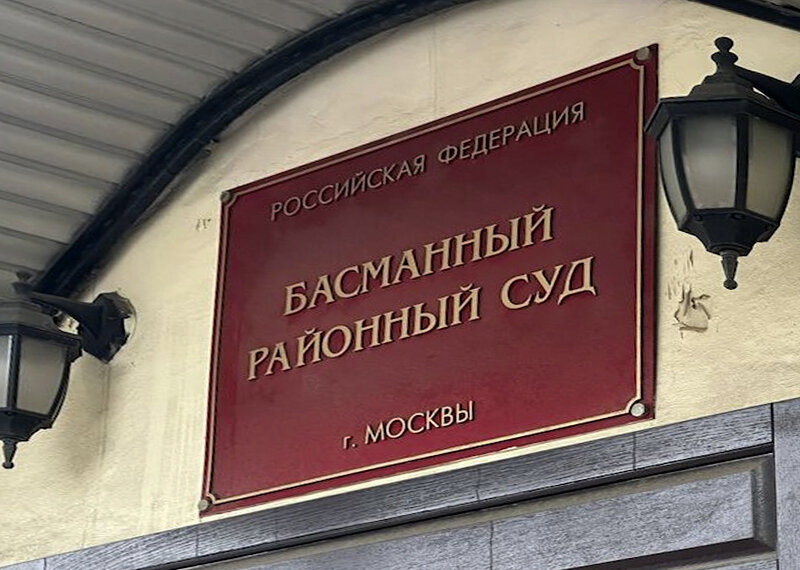 РОССИЙСКАЯ ФЕДЕРАЦИЯ
БАСМАННЫЙ
РАЙОННЫЙ СУД
г. МОСКВЫ